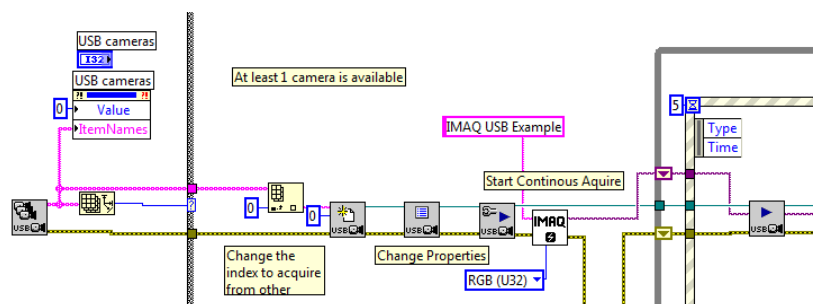 USB cameras
I32
USB cameras
?! ?!
0 Value
ItemNames
At least 1 camera is available
IMAQ USB Example
Start Continous Aquire
5
Type
Time
0
0
?
USB
USB
USB
USB
IMAQ
USB
Change the
index to acquire
from other
Change Properties
RGB (U32)